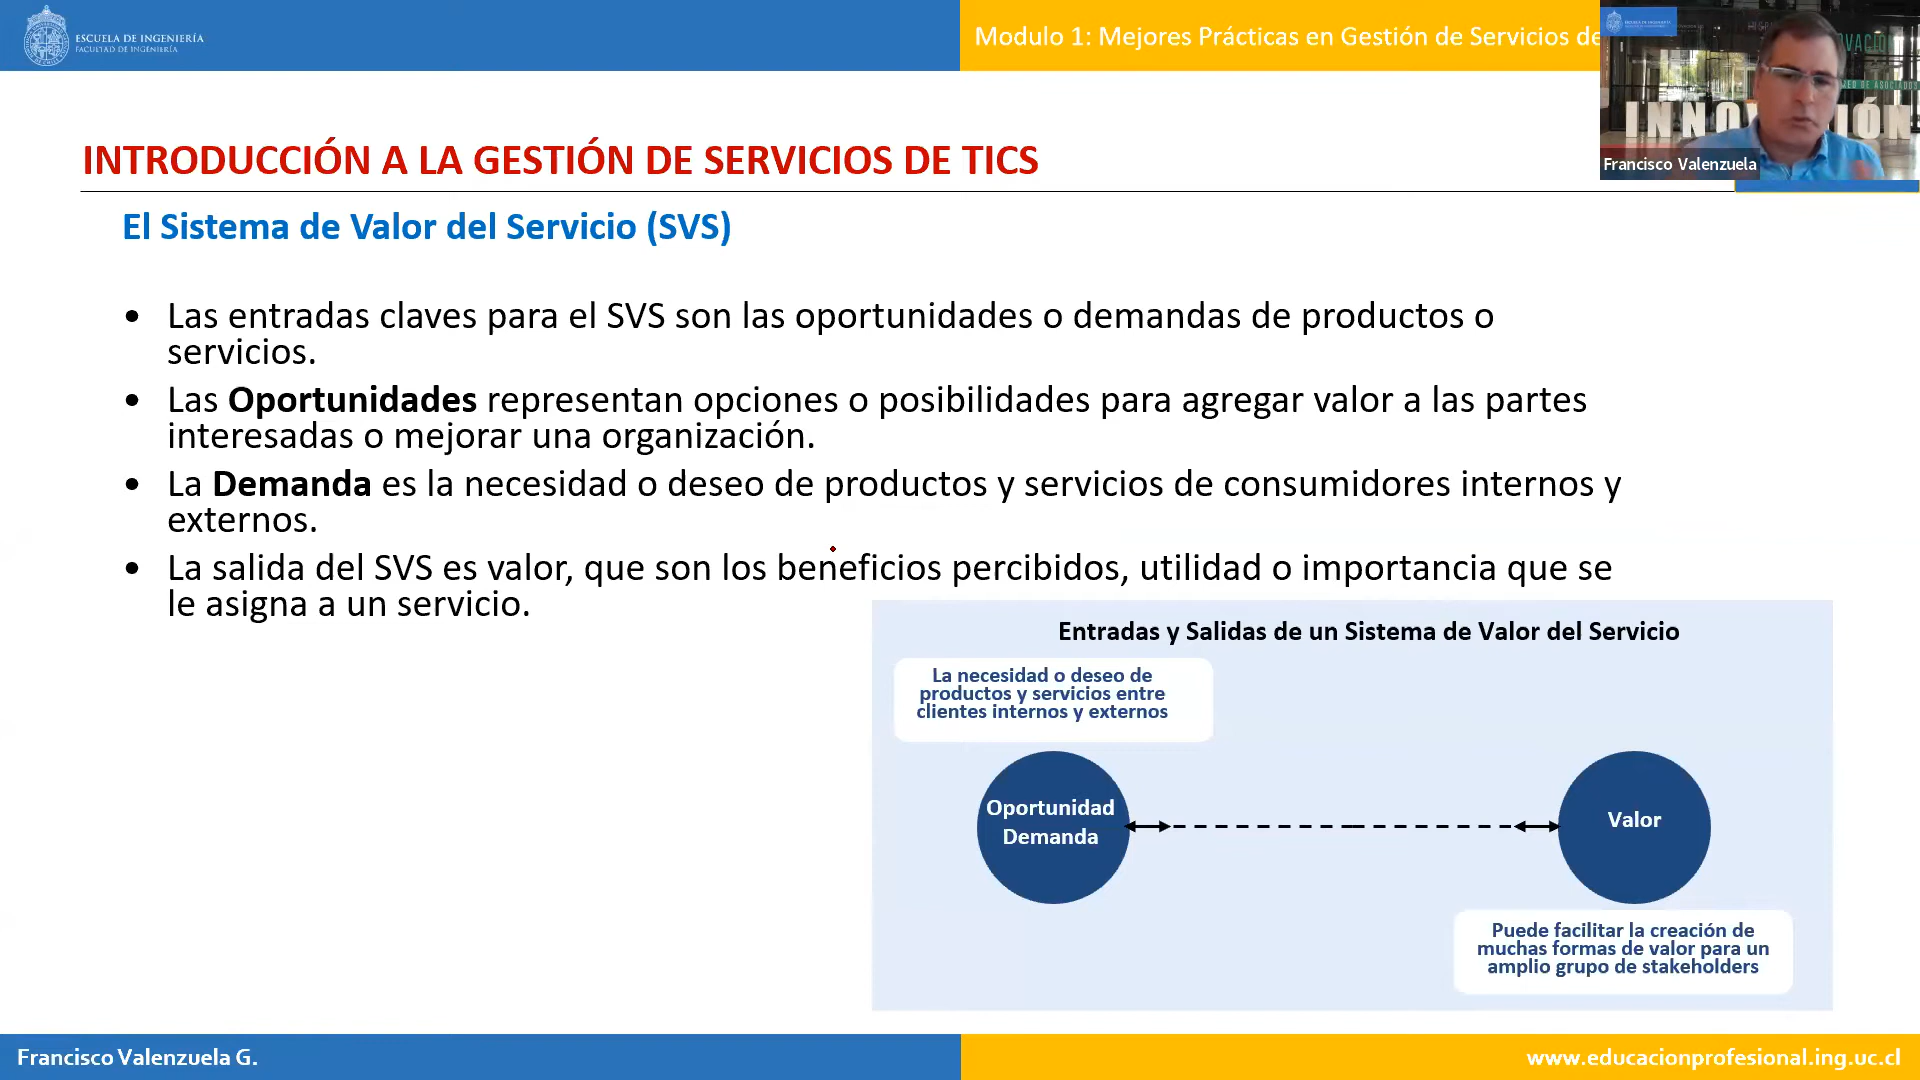 ESCUELA DE INGENIERÍA
FACULTAD DE INGENIERÍA
Modulo 1: Mejores Prácticas en Gestión de Servicios de
INNOVACIÓN
Francisco Valenzuela
INTRODUCCIÓN A LA GESTIÓN DE SERVICIOS DE TICS
El Sistema de Valor del Servicio (SVS)
• Las entradas claves para el SVS son las oportunidades o demandas de productos o
servicios.
• Las Oportunidades representan opciones o posibilidades para agregar valor a las partes
interesadas o mejorar una organización.
• La Demanda es la necesidad o deseo de productos y servicios de consumidores internos y
externos.
• La salida del SVS es valor, que son los beneficios percibidos, utilidad o importancia que se
le asigna a un servicio.
Entradas y Salidas de un Sistema de Valor del Servicio
La necesidad o deseo de
productos y servicios entre
clientes internos y externos
Oportunidad
Demanda
Valor
Puede facilitar la creación de
muchas formas de valor para un
amplio grupo de stakeholders
Francisco Valenzuela G.
www.educacionprofesional.ing.uc.cl